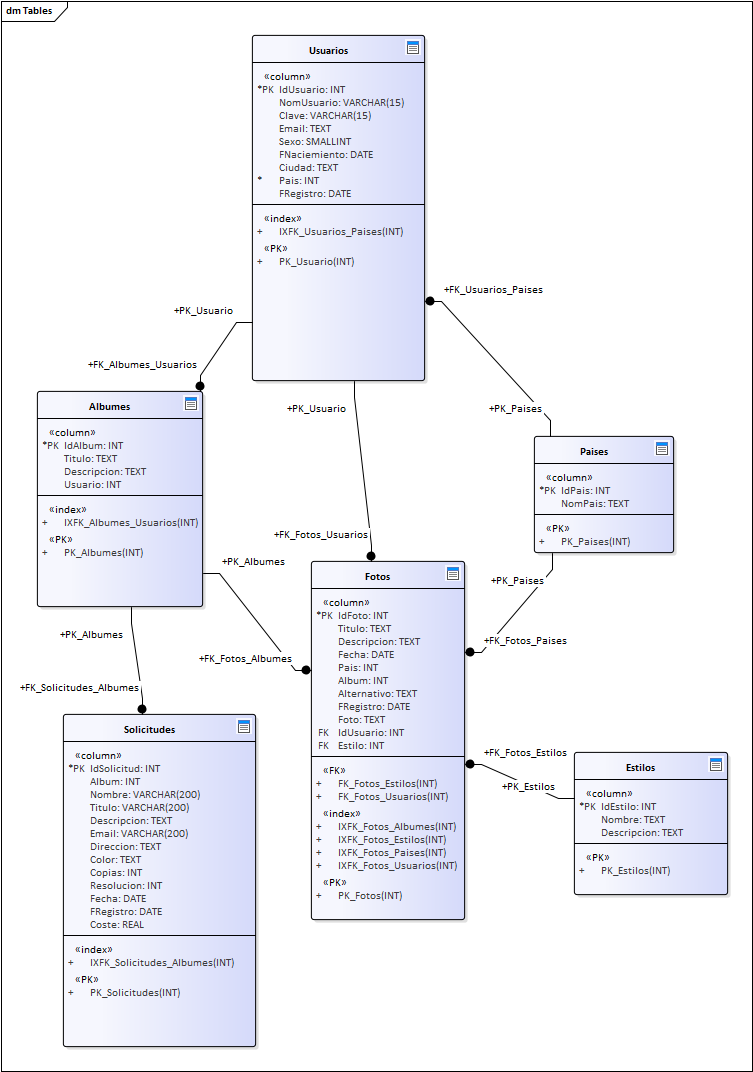 dm Tables
Usuarios
«column»
*PK IdUsuario: INT
NomUsuario: VARCHAR(15)
Clave: VARCHAR(15)
Email: TEXT
Sexo: SMALLINT
FNaciemiento: DATE
Ciudad: TEXT
* Pais: INT
FRegistro: DATE
«index»
+ IXFK_Usuarios_Paises(INT)
«PK»
+ PK_Usuario(INT)
+FK_Usuarios_Paises
+PK_Usuario
+FK_Albumes_Usuarios
+PK_Usuario
+PK_Paises
Albumes
«column»
*PK IdAlbum: INT
Titulo: TEXT
Descripcion: TEXT
Usuario: INT
«index»
+ IXFK_Albumes_Usuarios(INT)
«PK»
+ PK_Albumes(INT)
Paises
«column»
*PK IdPais: INT
NomPais: TEXT
«PK»
+ PK_Paises(INT)
+FK_Fotos_Usuarios
+PK_Albumes
+PK_Paises
+PK_Albumes
+FK_Fotos_Albumes
+FK_Fotos_Paises
+FK_Solicitudes_Albumes
Fotos
«column»
*PK IdFoto: INT
Titulo: TEXT
Descripcion: TEXT
Fecha: DATE
Pais: INT
Album: INT
Alternativo: TEXT
FRegistro: DATE
Foto: TEXT
FK IdUsuario: INT
FK Estilo: INT
«FK»
+ FK_Fotos_Estilos(INT)
+ FK_Fotos_Usuarios(INT)
«index»
+ IXFK_Fotos_Albumes(INT)
+ IXFK_Fotos_Estilos(INT)
+ IXFK_Fotos_Paises(INT)
+ IXFK_Fotos_Usuarios(INT)
«PK»
+ PK_Fotos(INT)
Solicitudes
«column»
*PK IdSolicitud: INT
Album: INT
Nombre: VARCHAR(200)
Titulo: VARCHAR(200)
Descripcion: TEXT
Email: VARCHAR(200)
Direccion: TEXT
Color: TEXT
Copias: INT
Resolucion: INT
Fecha: DATE
FRegistro: DATE
Coste: REAL
«index»
+ IXFK_Solicitudes_Albumes(INT)
«PK»
+ PK_Solicitudes(INT)
+FK_Fotos_Estilos
+PK_Estilos
Estilos
«column»
*PK IdEstilo: INT
Nombre: TEXT
Descripcion: TEXT
«PK»
+ PK_Estilos(INT)